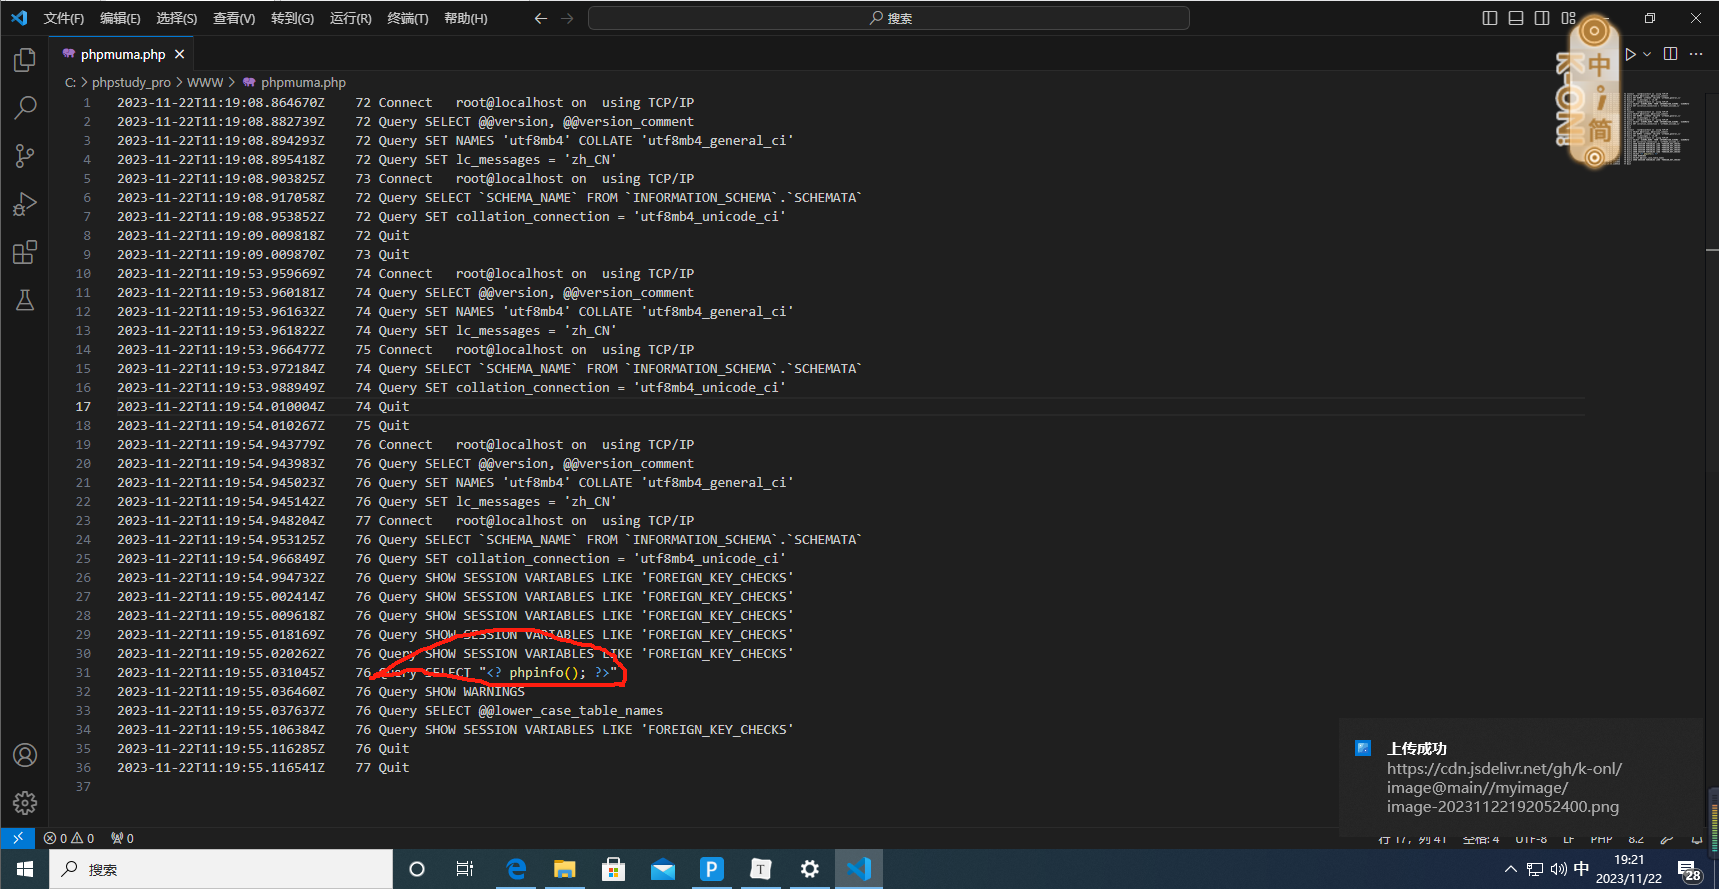 文件(F) 编辑(E) 选择(S) 查看(V) 转到(G) 运行(R) 终端(T) 帮助(H) 搜索
phpmuma.php
C: > phpstudy_pro > WWW > phpmuma.php
K-ON!!
中
简
1 2023-11-22T11:19:08.864670Z 72 Connect root@localhost on using TCP/IP
2 2023-11-22T11:19:08.882739Z 72 Query SELECT @@version, @@version_comment
3 2023-11-22T11:19:08.894293Z 72 Query SET NAMES 'utf8mb4' COLLATE 'utf8mb4_general_ci'
4 2023-11-22T11:19:08.895418Z 72 Query SET lc_messages = 'zh_CN'
5 2023-11-22T11:19:08.903825Z 73 Connect root@localhost on using TCP/IP
6 2023-11-22T11:19:08.917058Z 72 Query SELECT `SCHEMA_NAME` FROM `INFORMATION_SCHEMA`.`SCHEMATA`
7 2023-11-22T11:19:08.953852Z 72 Query SET collation_connection = 'utf8mb4_unicode_ci'
8 2023-11-22T11:19:09.009818Z 72 Quit
9 2023-11-22T11:19:09.009870Z 73 Quit
10 2023-11-22T11:19:53.959669Z 74 Connect root@localhost on using TCP/IP
11 2023-11-22T11:19:53.960181Z 74 Query SELECT @@version, @@version_comment
12 2023-11-22T11:19:53.961632Z 74 Query SET NAMES 'utf8mb4' COLLATE 'utf8mb4_general_ci'
13 2023-11-22T11:19:53.961822Z 74 Query SET lc_messages = 'zh_CN'
14 2023-11-22T11:19:53.966477Z 75 Connect root@localhost on using TCP/IP
15 2023-11-22T11:19:53.972184Z 74 Query SELECT `SCHEMA_NAME` FROM `INFORMATION_SCHEMA`.`SCHEMATA`
16 2023-11-22T11:19:53.988949Z 74 Query SET collation_connection = 'utf8mb4_unicode_ci'
17 2023-11-22T11:19:54.010004Z 74 Quit
18 2023-11-22T11:19:54.010267Z 75 Quit
19 2023-11-22T11:19:54.943779Z 76 Connect root@localhost on using TCP/IP
20 2023-11-22T11:19:54.943983Z 76 Query SELECT @@version, @@version_comment
21 2023-11-22T11:19:54.945023Z 76 Query SET NAMES 'utf8mb4' COLLATE 'utf8mb4_general_ci'
22 2023-11-22T11:19:54.945142Z 76 Query SET lc_messages = 'zh_CN'
23 2023-11-22T11:19:54.948204Z 77 Connect root@localhost on using TCP/IP
24 2023-11-22T11:19:54.953125Z 76 Query SELECT `SCHEMA_NAME` FROM `INFORMATION_SCHEMA`.`SCHEMATA`
25 2023-11-22T11:19:54.966849Z 76 Query SET collation_connection = 'utf8mb4_unicode_ci'
26 2023-11-22T11:19:54.994732Z 76 Query SHOW SESSION VARIABLES LIKE 'FOREIGN_KEY_CHECKS'
27 2023-11-22T11:19:55.002414Z 76 Query SHOW SESSION VARIABLES LIKE 'FOREIGN_KEY_CHECKS'
28 2023-11-22T11:19:55.009618Z 76 Query SHOW SESSION VARIABLES LIKE 'FOREIGN_KEY_CHECKS'
29 2023-11-22T11:19:55.018169Z 76 Query SHOW SESSION VARIABLES LIKE 'FOREIGN_KEY_CHECKS'
30 2023-11-22T11:19:55.020262Z 76 Query SHOW SESSION VARIABLES LIKE 'FOREIGN_KEY_CHECKS'
31 2023-11-22T11:19:55.031045Z 76 Query SELECT "<? phpinfo(); ?>"
32 2023-11-22T11:19:55.036460Z 76 Query SHOW WARNINGS
33 2023-11-22T11:19:55.037637Z 76 Query SELECT @@lower_case_table_names
34 2023-11-22T11:19:55.106384Z 76 Query SHOW SESSION VARIABLES LIKE 'FOREIGN_KEY_CHECKS'
35 2023-11-22T11:19:55.116285Z 76 Quit
36 2023-11-22T11:19:55.116541Z 77 Quit
37
上传成功
https://cdn.jsdelivr.net/gh/k-onl/
image@main//myimage/
image-20231122192052400.png
0 0 0 行 17, 列 41 空格: 4 UTF-8 LF PHP 8.2
搜索 T P 中 19:21
2023/11/22 28